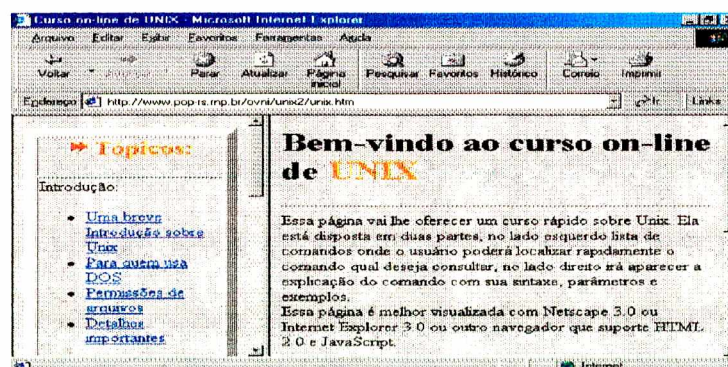 Curso on-line de UNIX - Microsoft Internet Explorer
Arquivo Editar Exibir Favoritos Ferramentas Ajuda
Voltar Parar Atualizar Página inicial Pesquisar Favoritos Histórico Correio Imprimir
Endereço http://www.pop-rs.rnp.br/ovni/unix2/unix.htm Ir Links
Topicos:
Introdução:
Uma breve
Introdução sobre
Unix
Para quem usa
DOS
Permissões de
arquivos
Detalhes
importantes
Bem-vindo ao curso on-line
de UNIX
Essa página vai lhe oferecer um curso rápido sobre Unix. Ela
está disposta em duas partes, no lado esquerdo lista de
comandos onde o usuário poderá localizar rapidamente o
comando qual deseja consultar, no lado direito irá aparecer a
explicação do comando com sua sintaxe, parâmetros e
exemplos.
Essa página é melhor visualizada com Netscape 3.0 ou
Internet Explorer 3.0 ou outro navegador que suporte HTML
2.0 e JavaScript.
Internet